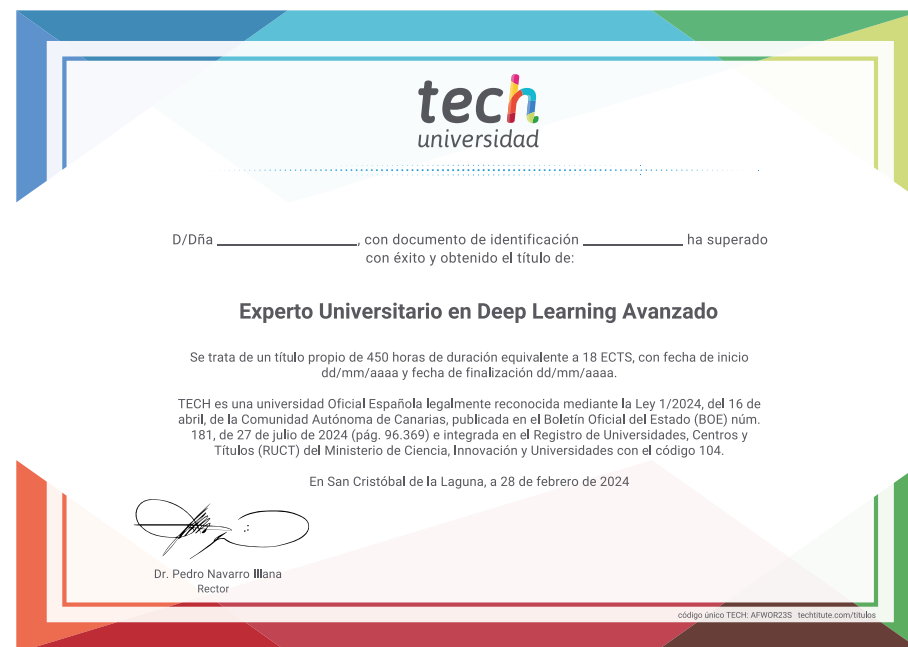 tech
universidad
D/Dña ____________, con documento de identificación ____________ ha superado
con éxito y obtenido el título de:
Experto Universitario en Deep Learning Avanzado
Se trata de un título propio de 450 horas de duración equivalente a 18 ECTS, con fecha de inicio
dd/mm/aaaa y fecha de finalización dd/mm/aaaa.
TECH es una universidad Oficial Española legalmente reconocida mediante la Ley 1/2024, del 16 de
abril, de la Comunidad Autónoma de Canarias, publicada en el Boletín Oficial del Estado (BOE) núm.
181, de 27 de julio de 2024 (pág. 96.369) e integrada en el Registro de Universidades, Centros y
Títulos (RUCT) del Ministerio de Ciencia, Innovación y Universidades con el código 104.
En San Cristóbal de la Laguna, a 28 de febrero de 2024
Dr. Pedro Navarro Illana
Rector
código único TECH: AFWOR23S techtitute.com/titulos